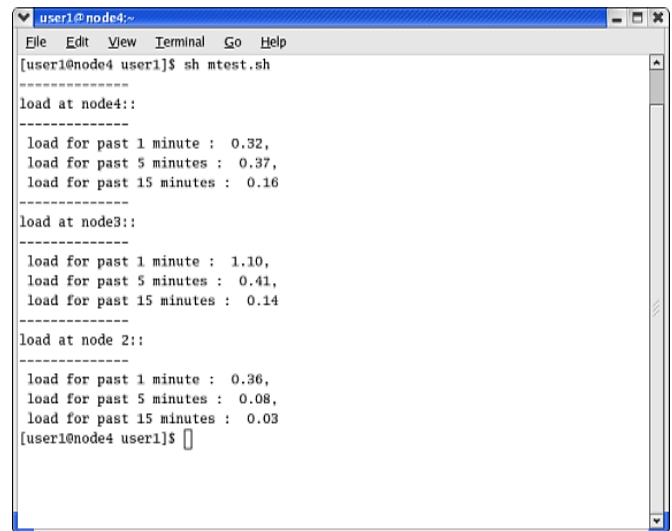 user1@node4:~
File Edit View Terminal Go Help
[user1@node4 user1]$ sh mtest.sh
--------------
load at node4::
--------------
load for past 1 minute : 0.32,
load for past 5 minutes : 0.37,
load for past 15 minutes : 0.16
--------------
load at node3::
--------------
load for past 1 minute : 1.10,
load for past 5 minutes : 0.41,
load for past 15 minutes : 0.14
--------------
load at node 2::
--------------
load for past 1 minute : 0.36,
load for past 5 minutes : 0.08,
load for past 15 minutes : 0.03
[user1@node4 user1]$